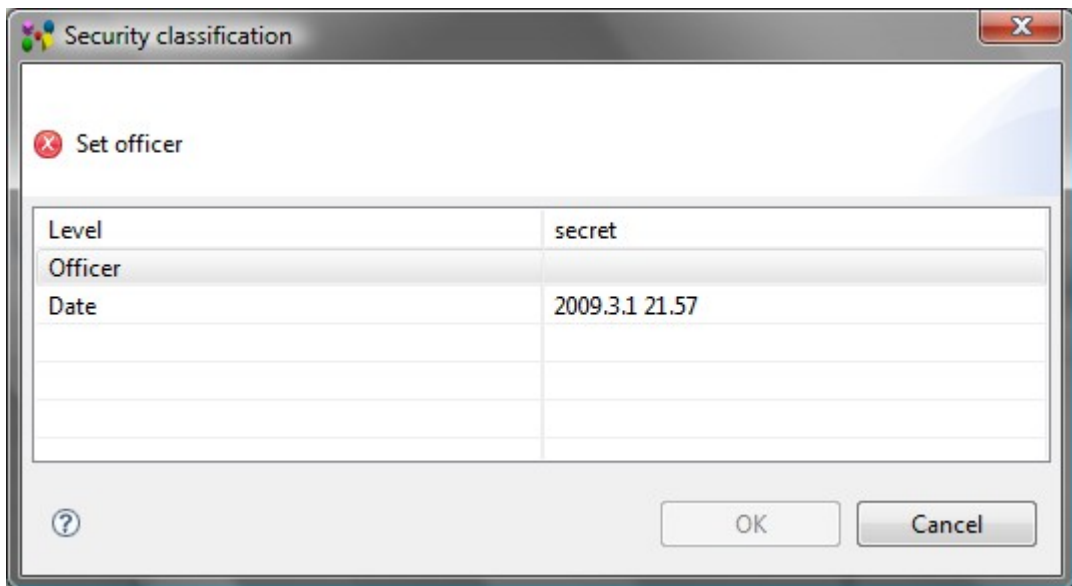 Security classification
Set officer
Level secret
Officer
Date 2009.3.1 21.57
OK Cancel